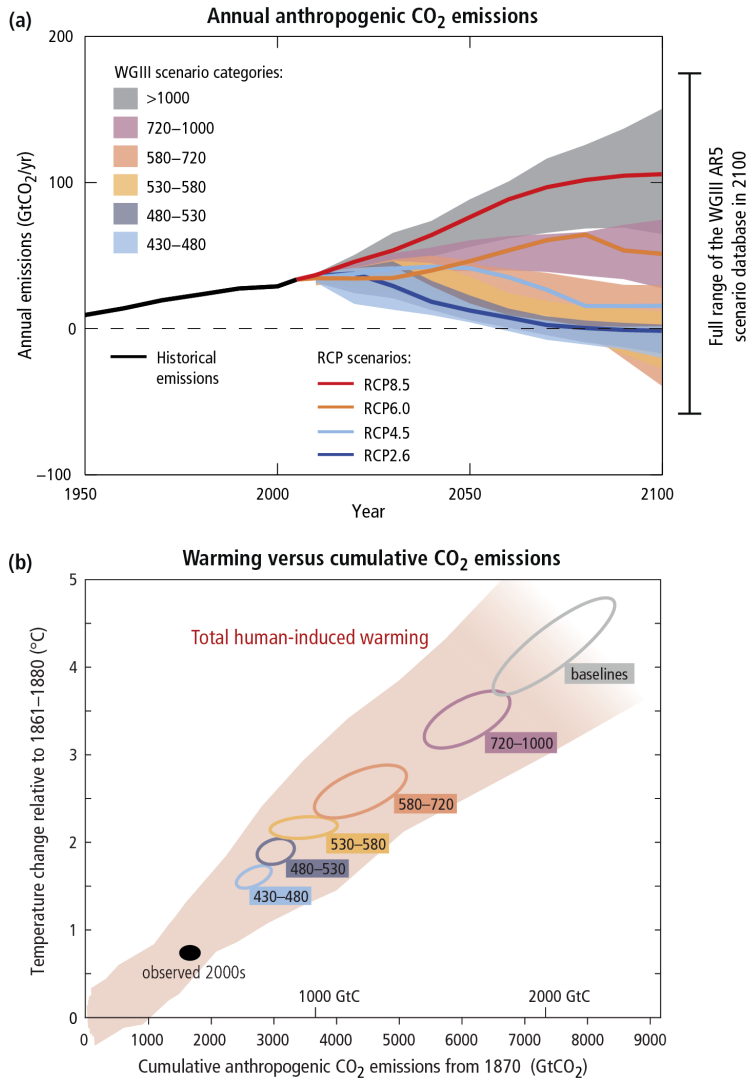 (a)
Annual anthropogenic CO2 emissions
200
100
0
−100
Annual emissions (GtCO2/yr)
WGIII scenario categories:
>1000
720–1000
580–720
530–580
480–530
430–480
Historical
emissions
RCP scenarios:
RCP8.5
RCP6.0
RCP4.5
RCP2.6
1950
2000
2050
2100
Year
Full range of the WGIII AR5
scenario database in 2100
(b)
Warming versus cumulative CO2 emissions
5
4
3
2
1
0
Temperature change relative to 1861–1880 (°C)
Total human-induced warming
baselines
720–1000
580–720
530–580
480–530
430–480
observed 2000s
1000 GtC
2000 GtC
0
1000
2000
3000
4000
5000
6000
7000
8000
9000
Cumulative anthropogenic CO2 emissions from 1870 (GtCO2)